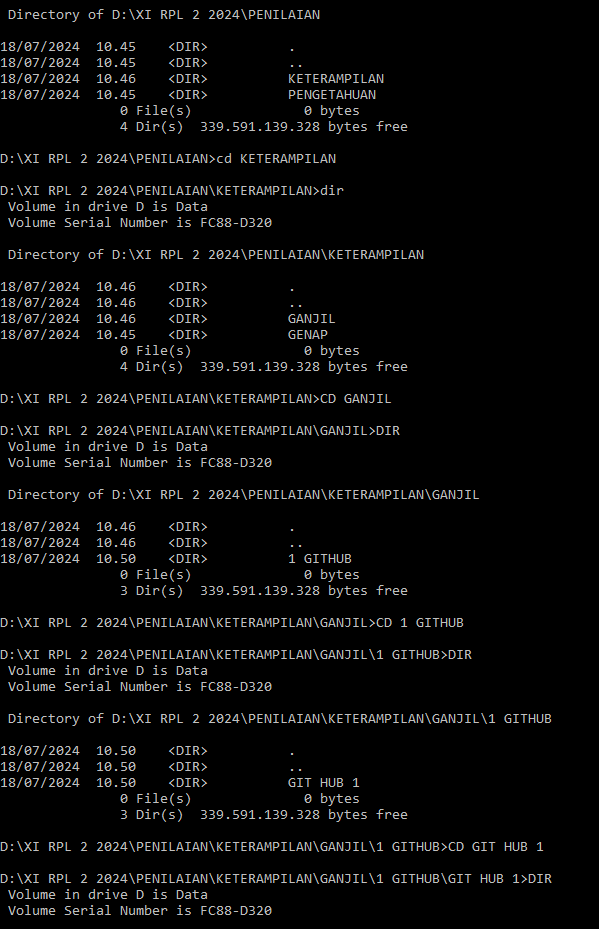 Directory of D:\XI RPL 2 2024\PENILAIAN
18/07/2024  10.45    <DIR>          .
18/07/2024  10.45    <DIR>          ..
18/07/2024  10.46    <DIR>          KETERAMPILAN
18/07/2024  10.45    <DIR>          PENGETAHUAN
0 File(s)              0 bytes
4 Dir(s)  339.591.139.328 bytes free
D:\XI RPL 2 2024\PENILAIAN>cd KETERAMPILAN
D:\XI RPL 2 2024\PENILAIAN\KETERAMPILAN>dir
Volume in drive D is Data
Volume Serial Number is FC88-D320
Directory of D:\XI RPL 2 2024\PENILAIAN\KETERAMPILAN
18/07/2024  10.46    <DIR>          .
18/07/2024  10.46    <DIR>          ..
18/07/2024  10.46    <DIR>          GANJIL
18/07/2024  10.45    <DIR>          GENAP
0 File(s)              0 bytes
4 Dir(s)  339.591.139.328 bytes free
D:\XI RPL 2 2024\PENILAIAN\KETERAMPILAN>CD GANJIL
D:\XI RPL 2 2024\PENILAIAN\KETERAMPILAN\GANJIL>DIR
Volume in drive D is Data
Volume Serial Number is FC88-D320
Directory of D:\XI RPL 2 2024\PENILAIAN\KETERAMPILAN\GANJIL
18/07/2024  10.46    <DIR>          .
18/07/2024  10.46    <DIR>          ..
18/07/2024  10.50    <DIR>          1 GITHUB
0 File(s)              0 bytes
3 Dir(s)  339.591.139.328 bytes free
D:\XI RPL 2 2024\PENILAIAN\KETERAMPILAN\GANJIL>CD 1 GITHUB
D:\XI RPL 2 2024\PENILAIAN\KETERAMPILAN\GANJIL\1 GITHUB>DIR
Volume in drive D is Data
Volume Serial Number is FC88-D320
Directory of D:\XI RPL 2 2024\PENILAIAN\KETERAMPILAN\GANJIL\1 GITHUB
18/07/2024  10.50    <DIR>          .
18/07/2024  10.50    <DIR>          ..
18/07/2024  10.50    <DIR>          GIT HUB 1
0 File(s)              0 bytes
3 Dir(s)  339.591.139.328 bytes free
D:\XI RPL 2 2024\PENILAIAN\KETERAMPILAN\GANJIL\1 GITHUB>CD GIT HUB 1
D:\XI RPL 2 2024\PENILAIAN\KETERAMPILAN\GANJIL\1 GITHUB\GIT HUB 1>DIR
Volume in drive D is Data
Volume Serial Number is FC88-D320